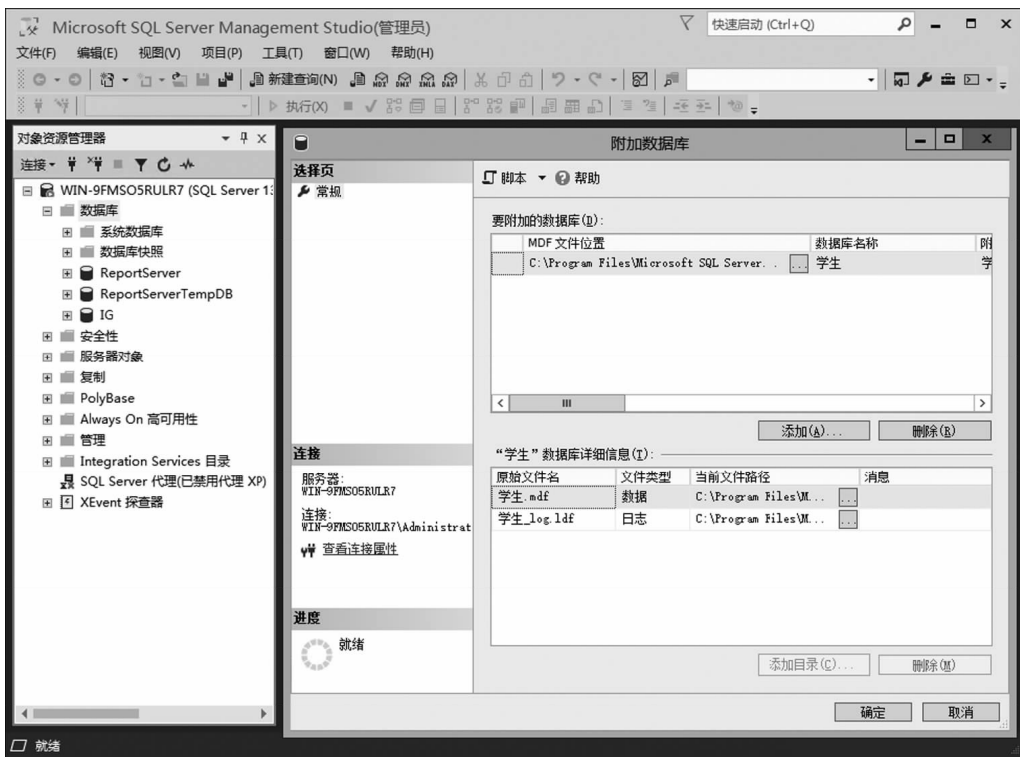 Microsoft SQL Server Management Studio(管理员)
快速启动 (Ctrl+Q)
文件(F) 编辑(E) 视图(V) 项目(P) 工具(T) 窗口(W) 帮助(H)
新建查询(N)
MDX DMX XMLA DAX
执行(X)
对象资源管理器
连接
WIN-9FMSO5RULR7 (SQL Server 13
数据库
系统数据库
数据库快照
ReportServer
ReportServerTempDB
IG
安全性
服务器对象
复制
PolyBase
Always On 高可用性
管理
Integration Services 目录
SQL Server 代理(已禁用代理 XP)
XEvent 探查器
附加数据库
选择页
常规
脚本 帮助
要附加的数据库(D):
MDF 文件位置 数据库名称 附
C:\Program Files\Microsoft SQL Server. . ... 学生 学
添加(A)... 删除(R)
“学生”数据库详细信息(T):
原始文件名 文件类型 当前文件路径 消息
学生.mdf 数据 C:\Program Files\M... ...
学生_log.ldf 日志 C:\Program Files\M... ...
添加目录(C)... 删除(M)
连接
服务器:
WIN-9FMSO5RULR7
连接:
WIN-9FMSO5RULR7\Administrat
查看连接属性
进度
就绪
确定 取消
就绪